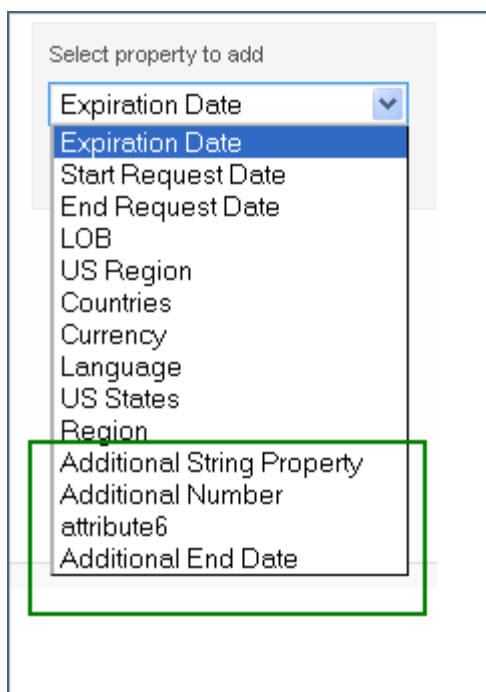 Select property to add
Expiration Date
Expiration Date
Start Request Date
End Request Date
LOB
US Region
Countries
Currency
Language
US States
Region
Additional String Property
Additional Number
attribute6
Additional End Date